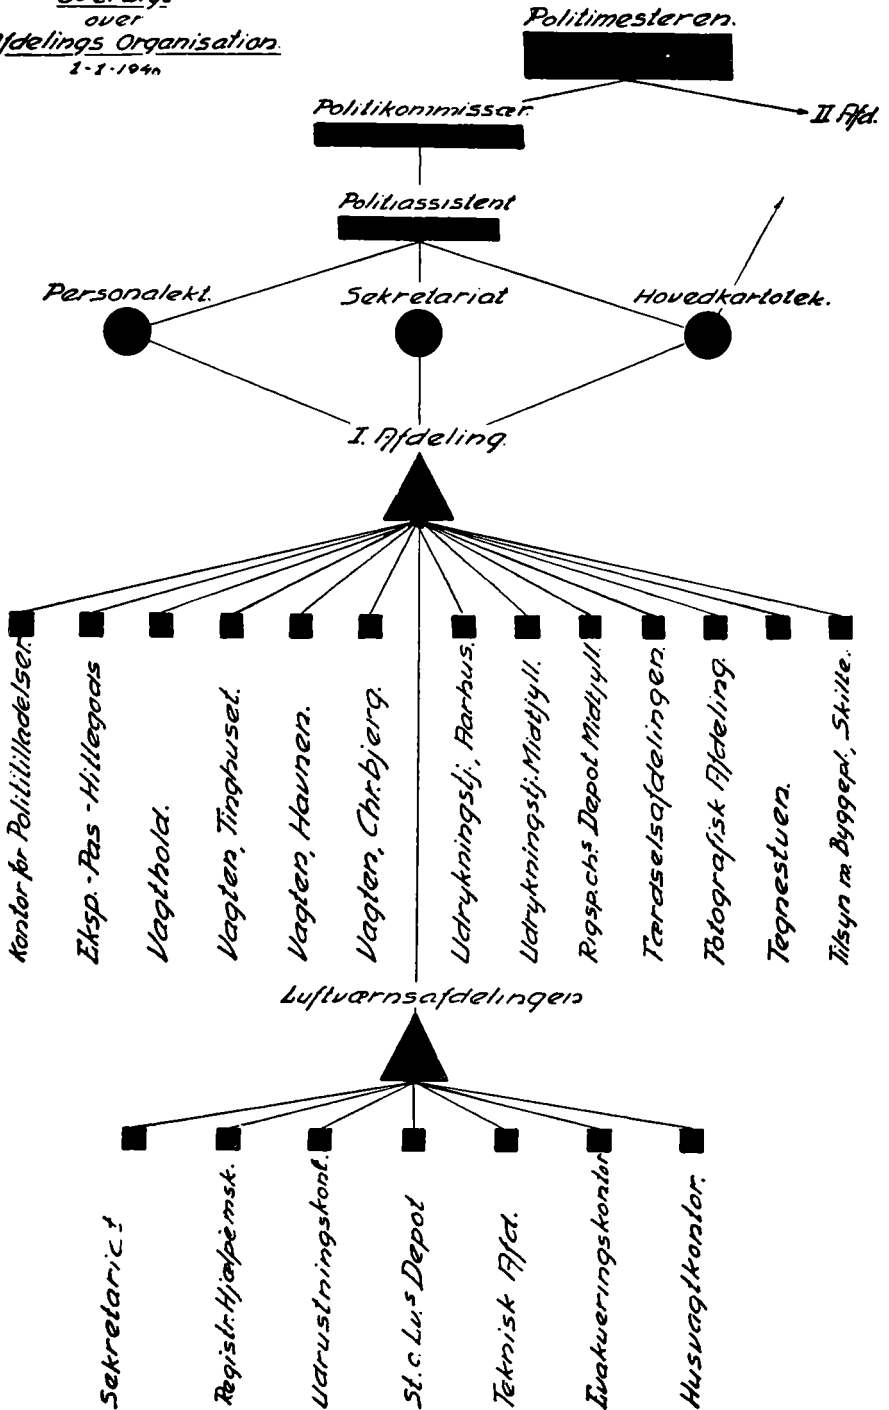 over
Afdelings Organisation.
Politimesteren.
II Afd.
Politikommissær.
Politiassistent
Personalekt.
Sekretariat
Hovedkartotek.
I. Afdeling.
Kontor for Polititilladelser.
Eksp.-Pas-Hittegods
Vagthold.
Vagten, Tinghuset.
Vagten, Havnen.
Vagten, Chr.bjerg.
Udrykningstj., Aarhus.
Udrykningstj. Midtjyll.
Rigsp.ch.s Depot Midtjyll.
Færdselsafdelingen.
Fotografisk Afdeling.
Tegnestuen.
Tilsyn m. Byggepl., Skilte.
Luftværnsafdelingen
Sekretariat
Registr. Hjælpemsk.
Udrustningskont.
St. c. Lv.s Depot
Teknisk Afd.
Evakueringskontor
Husvagtkontor.